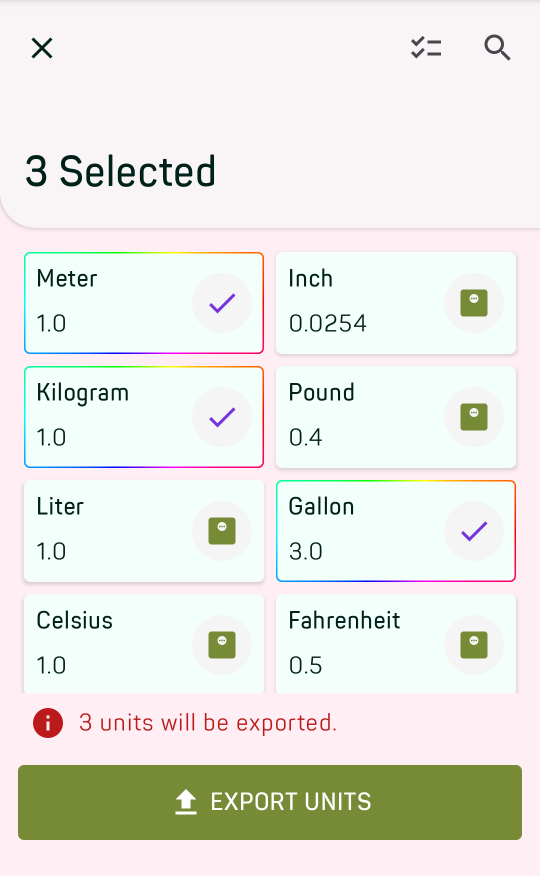 3 Selected
Meter
1.0
Inch
0.0254
Kilogram
1.0
Pound
0.4
Liter
1.0
Gallon
3.0
Celsius
1.0
Fahrenheit
0.5
3 units will be exported.
EXPORT UNITS